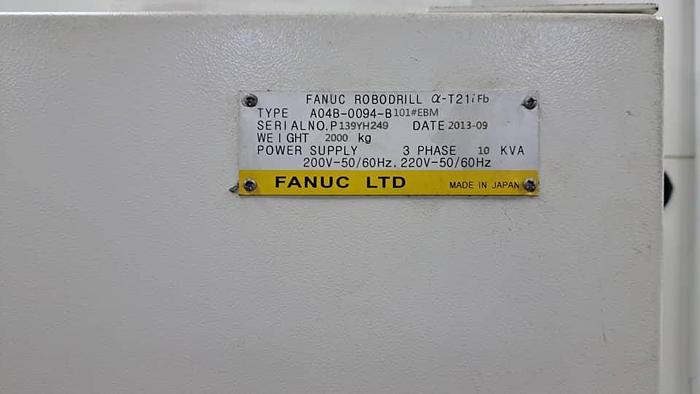 FANUC ROBODRILL α-T21iFb
TYPE A04B-0094-B101#EBM
SERIAL NO. P139YH249 DATE 2013-09
WEIGHT 2000 kg
POWER SUPPLY 3 PHASE 10 KVA
200V-50/60Hz, 220V-50/60Hz
FANUC LTD MADE IN JAPAN